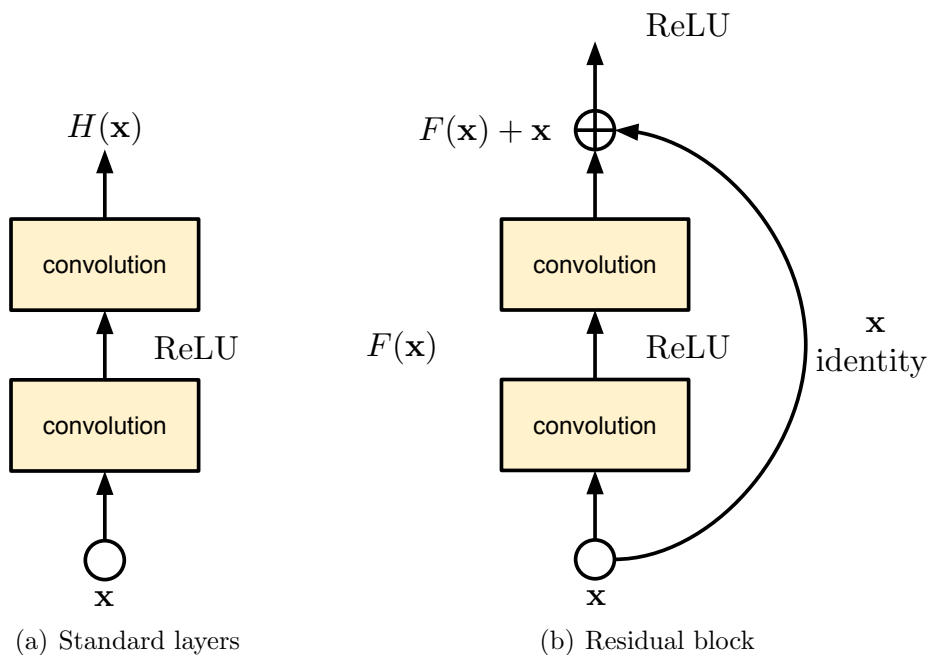 H(x)
convolution
ReLU
convolution
x
(a) Standard layers
ReLU
F(x) + x
convolution
F(x)
ReLU
x
identity
convolution
x
(b) Residual block